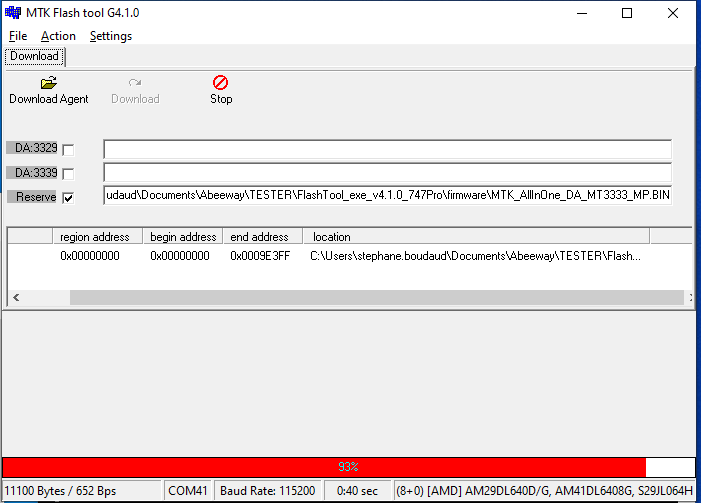 MTK Flash tool G4.1.0
File Action Settings
Download
Download Agent Download Stop
DA:3329
DA:3339
Reserve udaud\Documents\Abeeway\TESTER\FlashTool_exe_v4.1.0_747Pro\firmware\MTK_AllInOne_DA_MT3333_MP.BIN
region address begin address end address location
0x00000000 0x00000000 0x0009E3FF C:\Users\stephane.boudaud\Documents\Abeeway\TESTER\Flash...
93%
11100 Bytes / 652 Bps COM41 Baud Rate: 115200 0:40 sec (8+0) [AMD] AM29DL640D/G, AM41DL6408G, S29JL064H